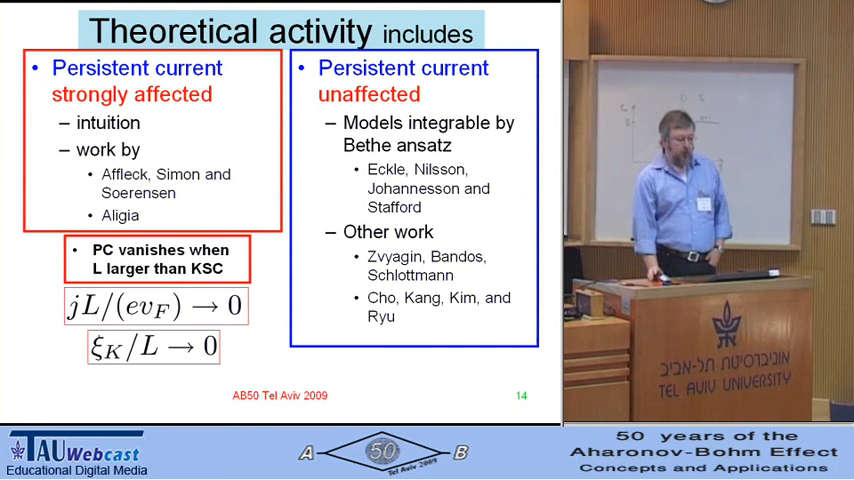 Theoretical activity includes
• Persistent current
strongly affected
– intuition
– work by
• Affleck, Simon and
Soerensen
• Aligia
• PC vanishes when
L larger than KSC
jL/(ev_F) → 0
ξ_K/L → 0
• Persistent current
unaffected
– Models integrable by
Bethe ansatz
• Eckle, Nilsson,
Johannesson and
Stafford
– Other work
• Zvyagin, Bandos,
Schlottmann
• Cho, Kang, Kim, and
Ryu
AB50 Tel Aviv 2009
14
אוניברסיטת תל-אביב
TEL AVIV UNIVERSITY
TAU Webcast
Educational Digital Media
A 50 B
Tel Aviv 2009
50 years of the
Aharonov-Bohm Effect
Concepts and Applications